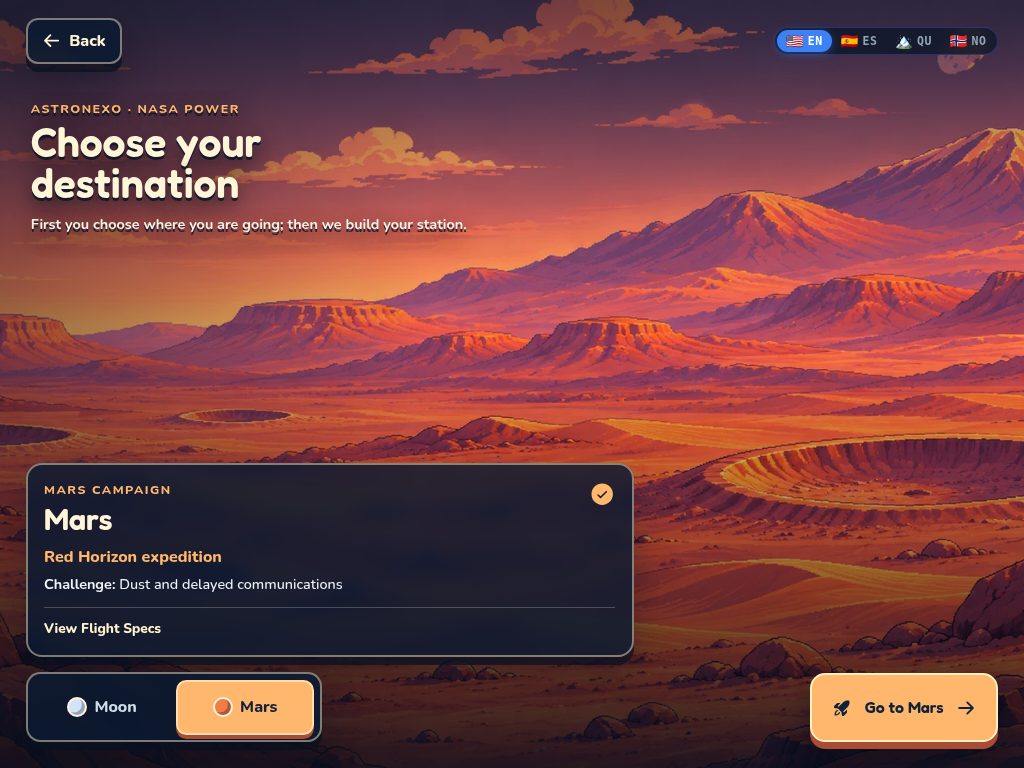 Back
EN
ES
QU
NO
ASTRONEXO · NASA POWER
Choose your
destination
First you choose where you are going; then we build your station.
MARS CAMPAIGN
Mars
Red Horizon expedition
Challenge: Dust and delayed communications
View Flight Specs
Moon
Mars
Go to Mars